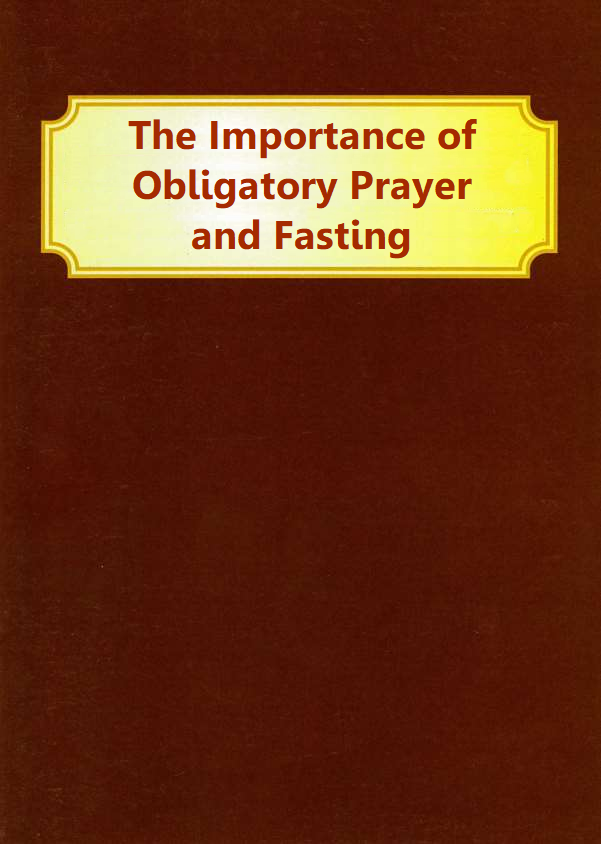 The Importance of
Obligatory Prayer
and Fasting